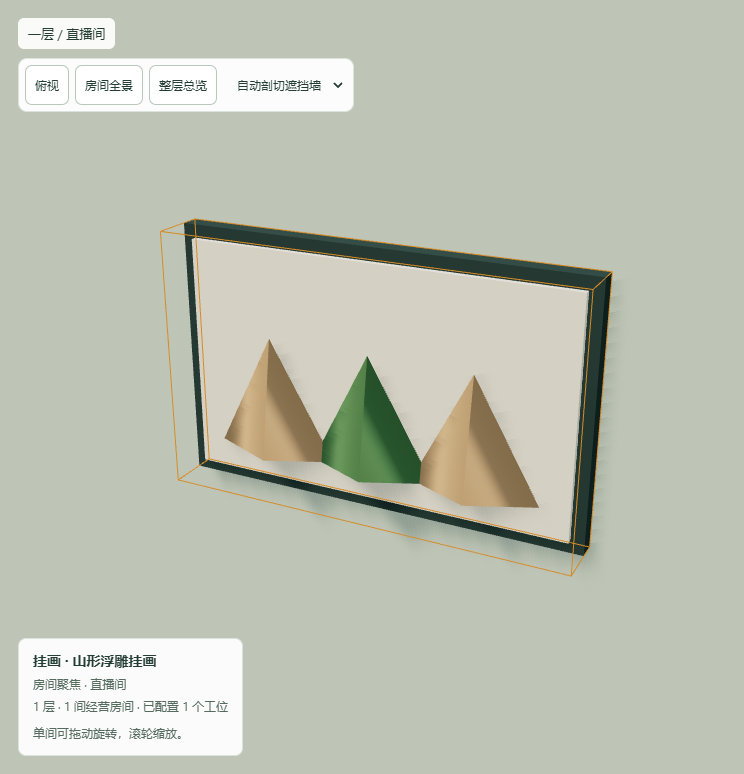 一层 / 直播间
俯视
房间全景
整层总览
自动剖切遮挡墙
挂画 · 山形浮雕挂画
房间聚焦 · 直播间
1 层 · 1 间经营房间 · 已配置 1 个工位
单间可拖动旋转，滚轮缩放。